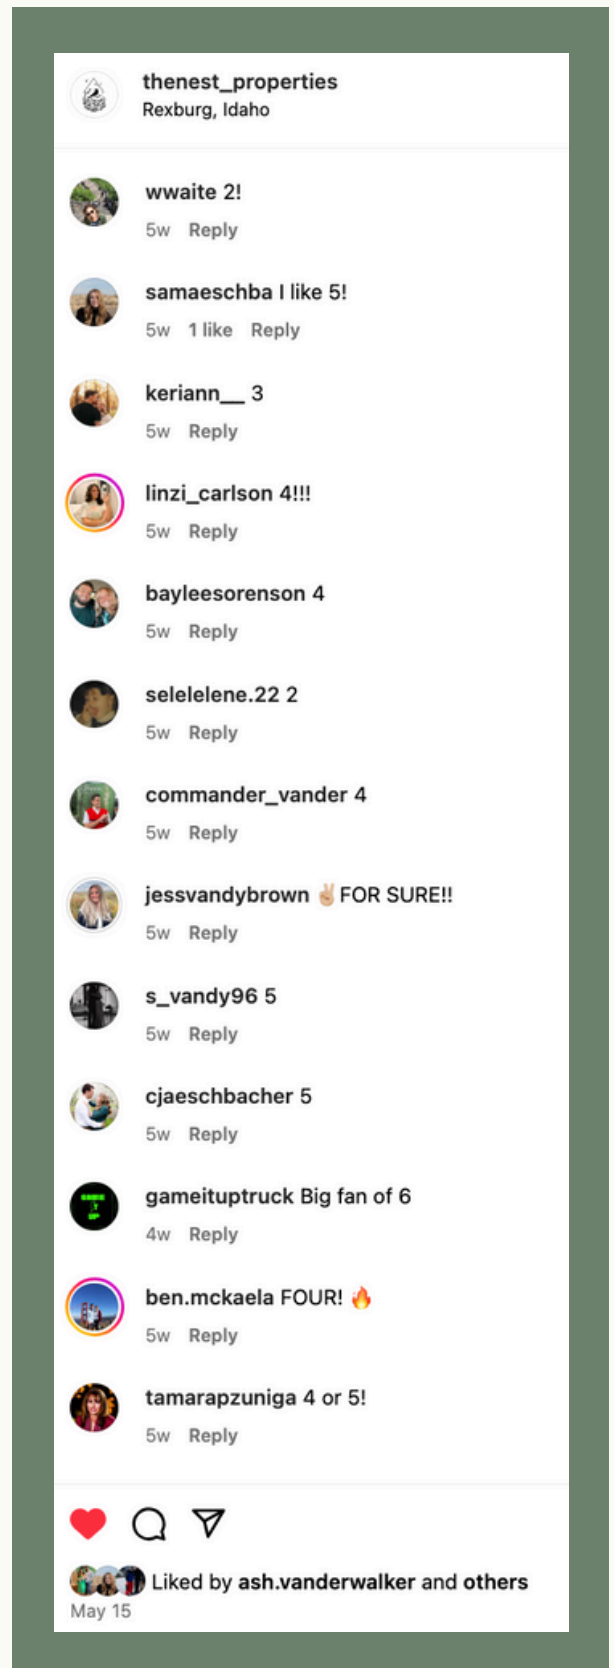 thenest_properties
Rexburg, Idaho
wwaite 2!
5w Reply
samaeschba I like 5!
5w 1 like Reply
keriann__ 3
5w Reply
linzi_carlson 4!!!
5w Reply
bayleesorenson 4
5w Reply
selelelene.22 2
5w Reply
commander_vander 4
5w Reply
jessvandybrown ✌🏼FOR SURE!!
5w Reply
s_vandy96 5
5w Reply
cjaeschbacher 5
5w Reply
GAME
IT
UP
gameituptruck Big fan of 6
4w Reply
ben.mckaela FOUR! 🔥
5w Reply
tamarapzuniga 4 or 5!
5w Reply
Liked by ash.vanderwalker and others
May 15